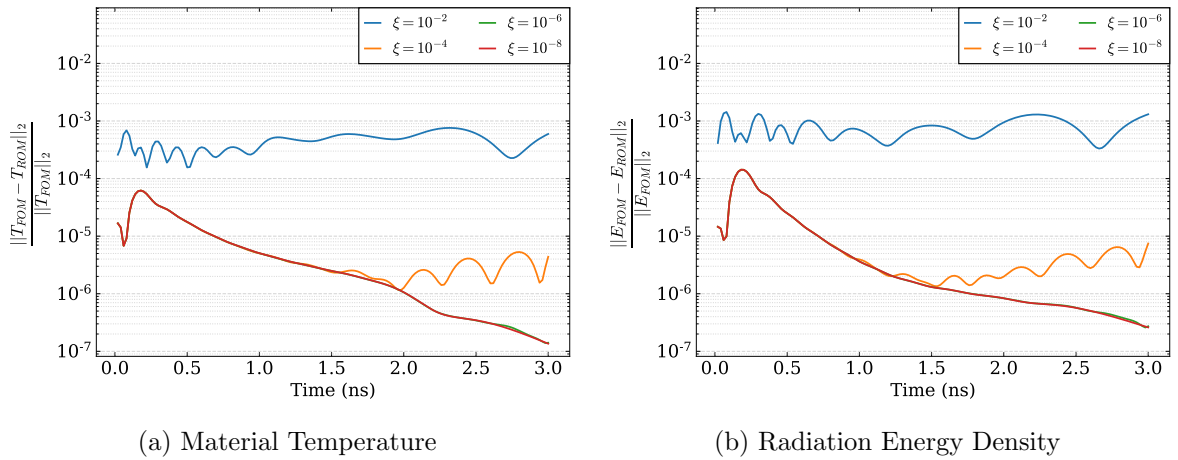 ξ = 10⁻²
ξ = 10⁻⁶
ξ = 10⁻⁴
ξ = 10⁻⁸
10⁻²
10⁻³
10⁻⁴
10⁻⁵
10⁻⁶
10⁻⁷
||T_FOM − T_ROM||₂
||T_FOM||₂
0.0 0.5 1.0 1.5 2.0 2.5 3.0
Time (ns)
(a) Material Temperature
ξ = 10⁻²
ξ = 10⁻⁶
ξ = 10⁻⁴
ξ = 10⁻⁸
10⁻²
10⁻³
10⁻⁴
10⁻⁵
10⁻⁶
10⁻⁷
||E_FOM − E_ROM||₂
||E_FOM||₂
0.0 0.5 1.0 1.5 2.0 2.5 3.0
Time (ns)
(b) Radiation Energy Density